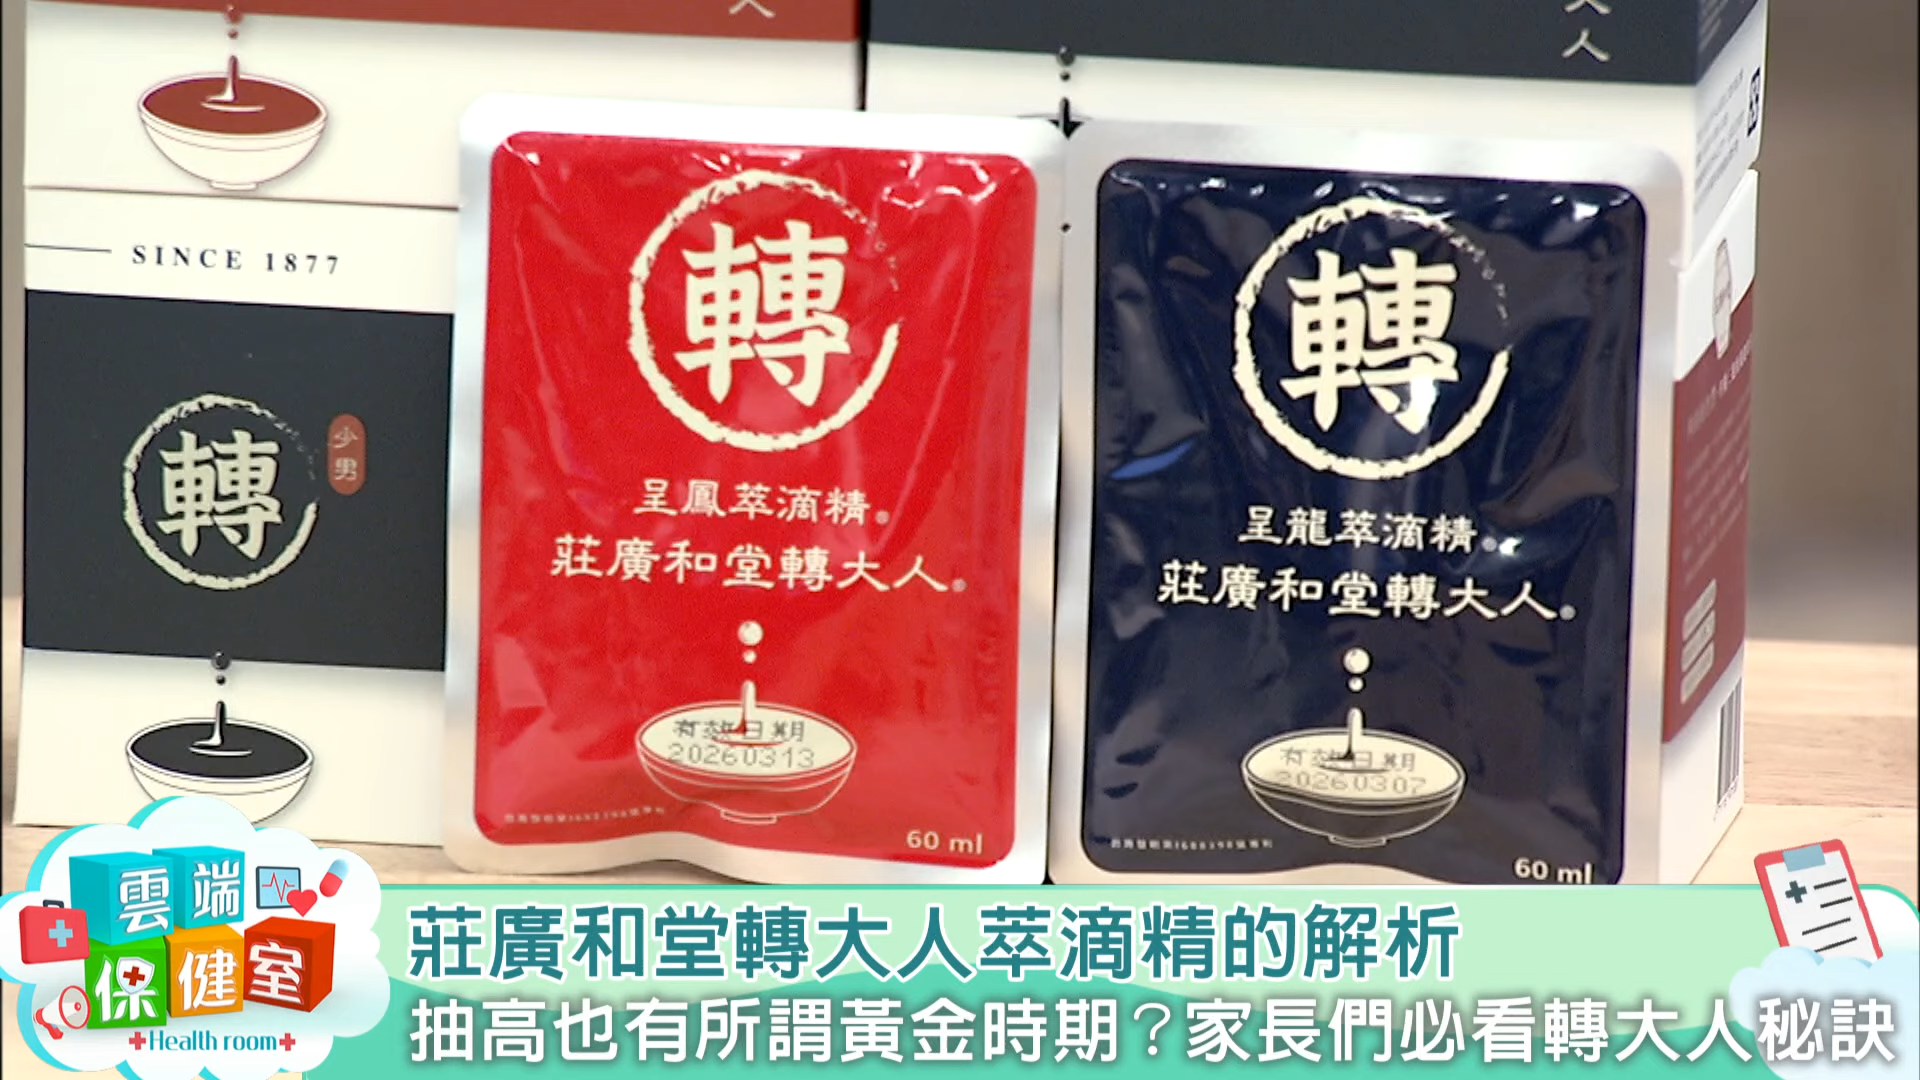 人
大人
SINCE 1877
轉
少男
轉
呈鳳萃滴精®
莊廣和堂轉大人®
有效日期
20260313
60 ml
轉
呈龍萃滴精®
莊廣和堂轉大人®
有效日期
20260307
60 ml
雲端
保健室
Health room
莊廣和堂轉大人萃滴精的解析
抽高也有所謂黃金時期?家長們必看轉大人秘訣